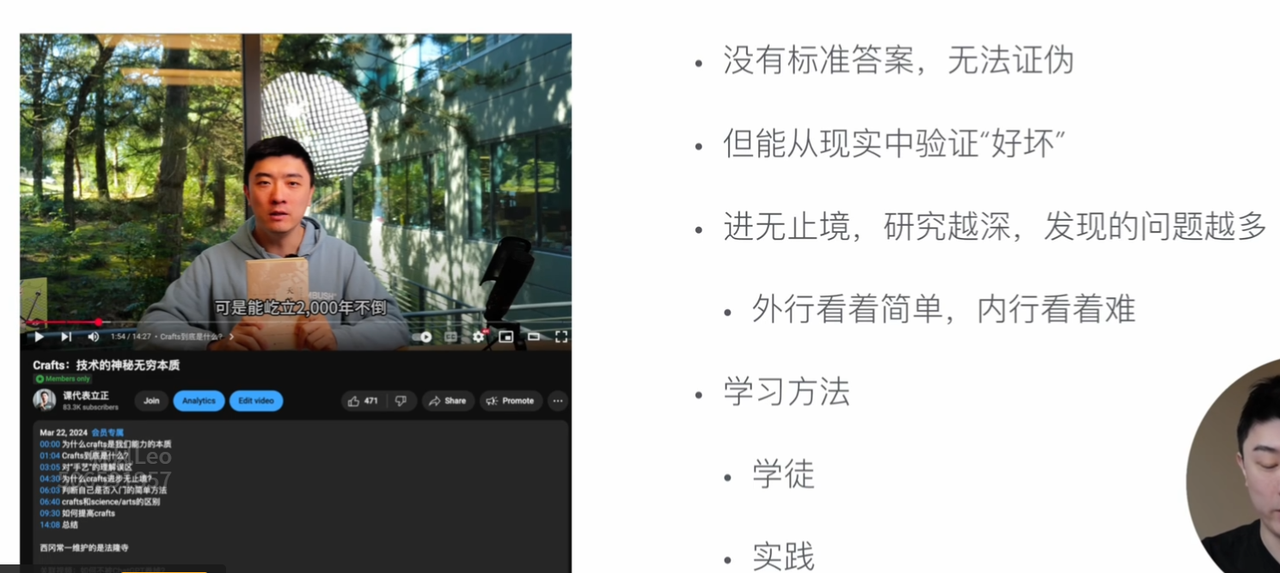 可是能屹立2,000年不倒
1:54 / 14:27 • Crafts到底是什么?
Crafts：技术的神秘无穷本质
Members only
课代表立正
83.3K subscribers
Join
Analytics
Edit video
471
Share
Promote
Mar 22, 2024 会员专属
00:00 为什么crafts是我们能力的本质
01:04 Crafts到底是什么?
03:05 对"手艺"的理解误区
04:30 为什么crafts进步无止境?
06:03 判断自己是否入门的简单方法
06:40 crafts和science/arts的区别
09:30 如何提高crafts
14:08 总结
西冈常一维护的是法隆寺
Leo
• 没有标准答案，无法证伪
• 但能从现实中验证“好坏”
• 进无止境，研究越深，发现的问题越多
• 外行看着简单，内行看着难
• 学习方法
• 学徒
• 实践